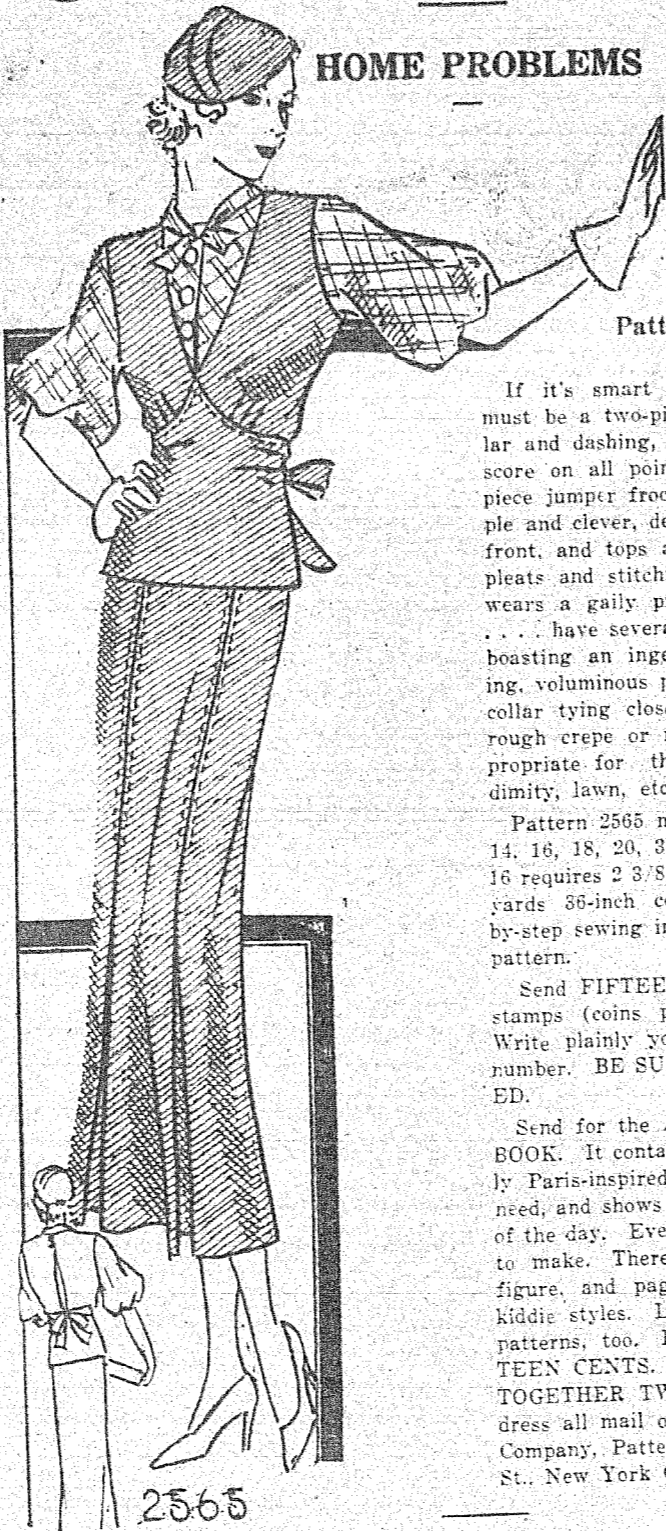 HOME PROBLEMS
Patt
If it's smart
must be a two-pi
lar and dashing,
score on all poin
piece jumper froc
ple and clever, de
front, and tops a
pleats and stitch
wears a gaily p
. . . . have severa
boasting an inge
ing, voluminous p
collar tying close
rough crepe or
propriate for th
dimity, lawn, etc
Pattern 2565 m
14, 16, 18, 20, 3
16 requires 2 3/8
yards 36-inch c
by-step sewing in
pattern.
Send FIFTEE
stamps (coins p
Write plainly yo
number. BE SU
ED.
Send for the
BOOK. It conta
ly Paris-inspired
need, and shows
of the day. Eve
to make. There
figure, and pag
kiddie styles. L
patterns, too.
TEEN CENTS.
TOGETHER TW
dress all mail o
Company, Patte
St., New York
2565